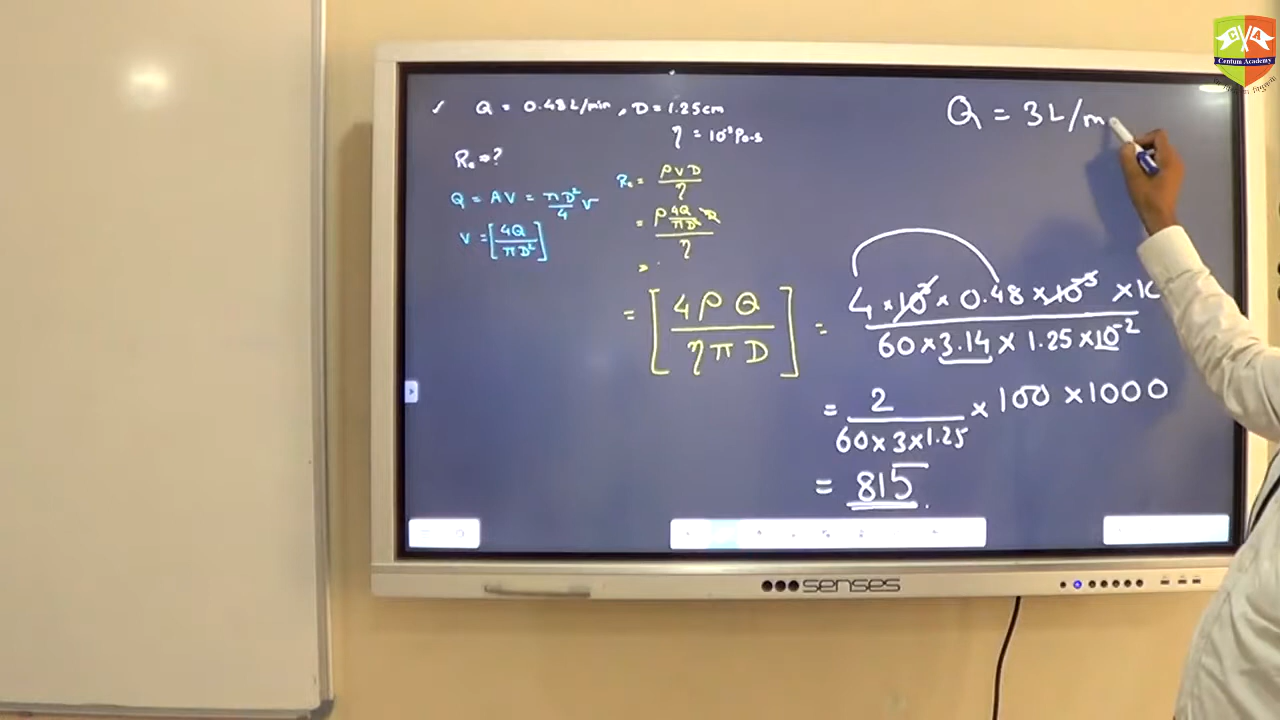 ✓ Q = 0.48 L/min, D = 1.25 cm
η = 10⁻³ Pa-s
Re ⇒ ?
Q = AV = πD²/4 V
V = [4Q/πD²]
Re = ρVD/η
= ρ 4Q/πD² D / η
=
= [4ρQ/ηπD] = 4 × 10³ × 0.48 × 10⁻³ × 10 / 60 × 3.14 × 1.25 × 10⁻²
= 2 / 60 × 3 × 1.25 × 100 × 1000
= 815.
Q = 3L/m
senses
CVA
Centum Academy